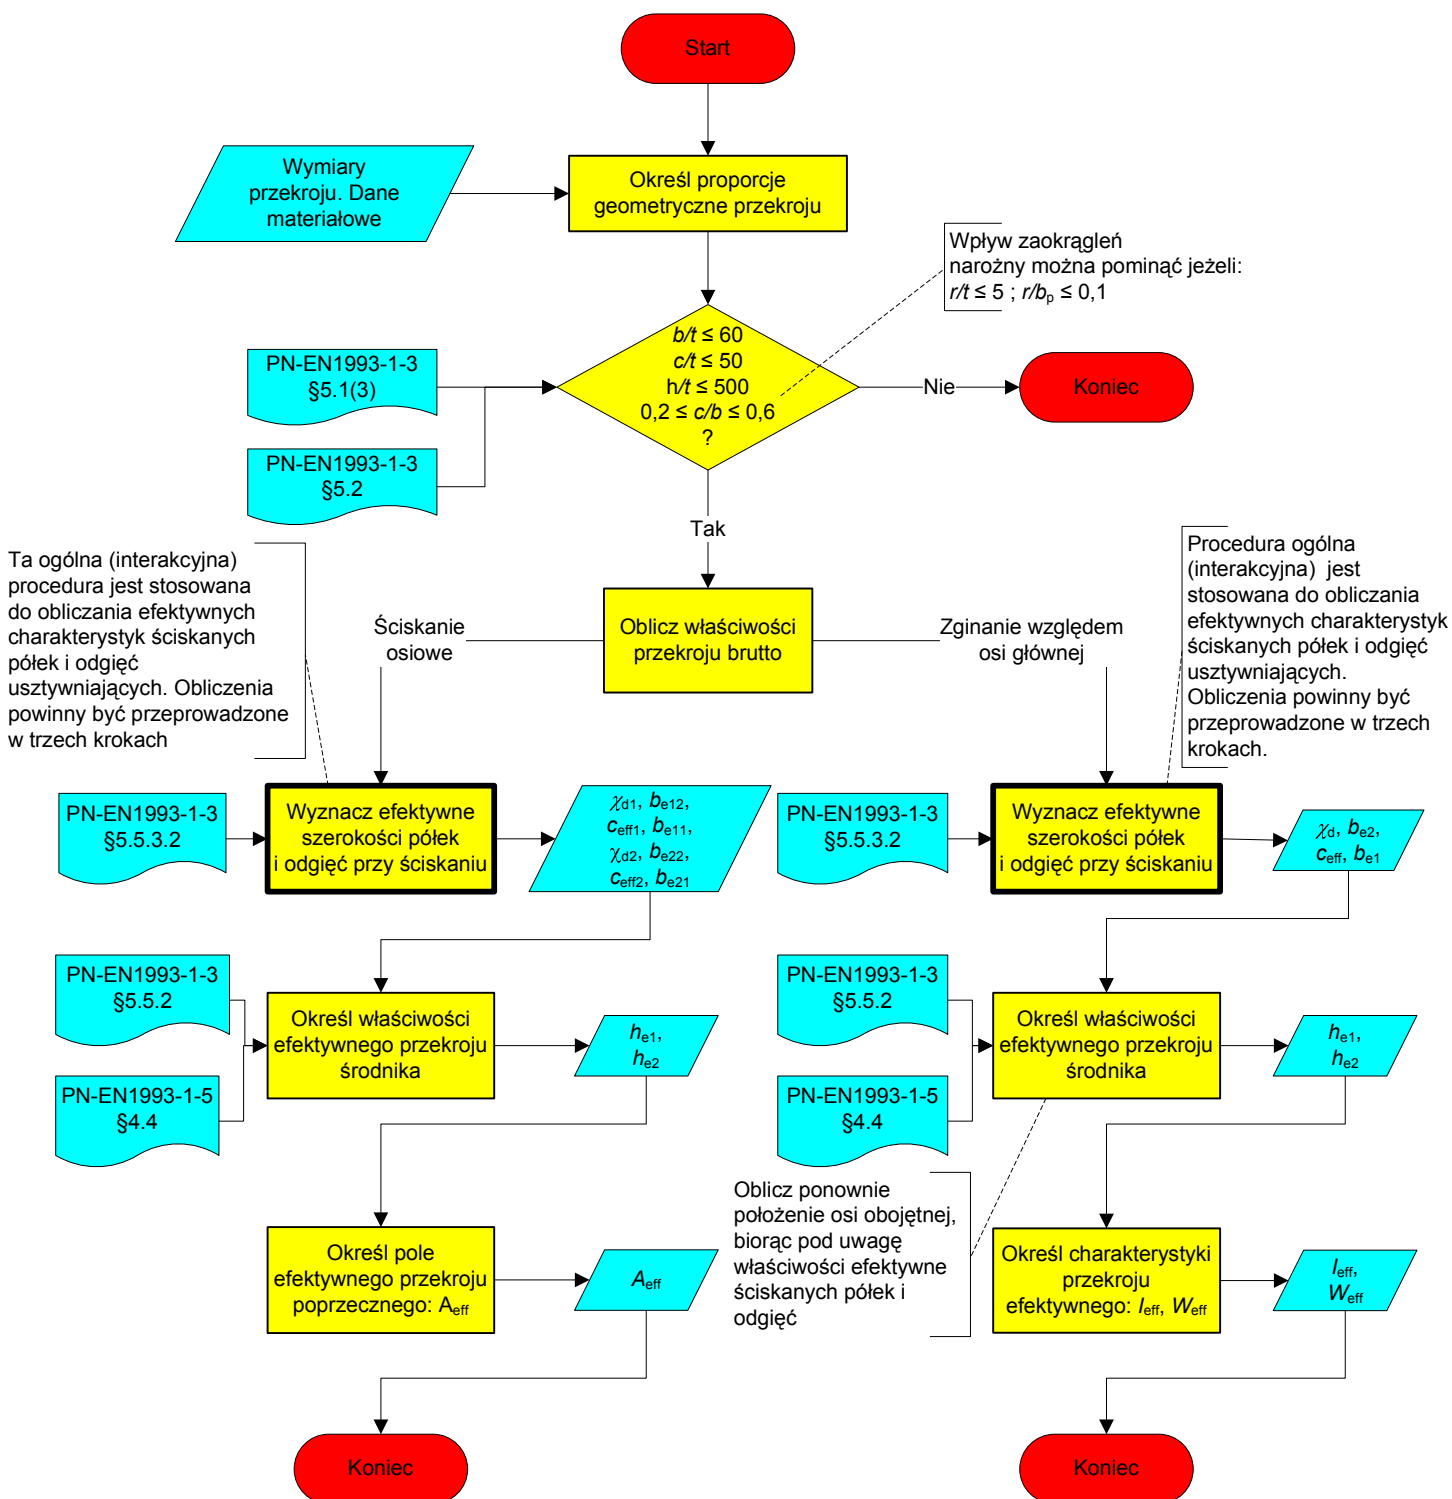 Start
Wymiary
przekroju. Dane
materiałowe
Określ proporcje
geometryczne przekroju
Wpływ zaokrągleń
narożny można pominąć jeżeli:
r/t ≤ 5 ; r/bp ≤ 0,1
b/t ≤ 60
c/t ≤ 50
h/t ≤ 500
0,2 ≤ c/b ≤ 0,6
?
PN-EN1993-1-3
§5.1(3)
PN-EN1993-1-3
§5.2
Nie
Koniec
Tak
Ta ogólna (interakcyjna)
procedura jest stosowana
do obliczania efektywnych
charakterystyk ściskanych
półek i odgięć
usztywniających. Obliczenia
powinny być przeprowadzone
w trzech krokach
Ściskanie
osiowe
Oblicz właściwości
przekroju brutto
Zginanie względem
osi głównej
Procedura ogólna
(interakcyjna) jest
stosowana do obliczania
efektywnych charakterystyk
ściskanych półek i odgięć
usztywniających.
Obliczenia powinny być
przeprowadzone w trzech
krokach.
PN-EN1993-1-3
§5.5.3.2
Wyznacz efektywne
szerokości półek
i odgięć przy ściskaniu
χd1, be12,
ceff1, be11,
χd2, be22,
ceff2, be21
PN-EN1993-1-3
§5.5.3.2
Wyznacz efektywne
szerokości półek
i odgięć przy ściskaniu
χd, be2,
ceff, be1
PN-EN1993-1-3
§5.5.2
PN-EN1993-1-5
§4.4
Określ właściwości
efektywnego przekroju
środnika
he1,
he2
PN-EN1993-1-3
§5.5.2
PN-EN1993-1-5
§4.4
Określ właściwości
efektywnego przekroju
środnika
he1,
he2
Określ pole
efektywnego przekroju
poprzecznego: Aeff
Aeff
Oblicz ponownie
położenie osi obojętnej,
biorąc pod uwagę
właściwości efektywne
ściskanych półek i
odgięć
Określ charakterystyki
przekroju
efektywnego: Ieff, Weff
Ieff,
Weff
Koniec
Koniec